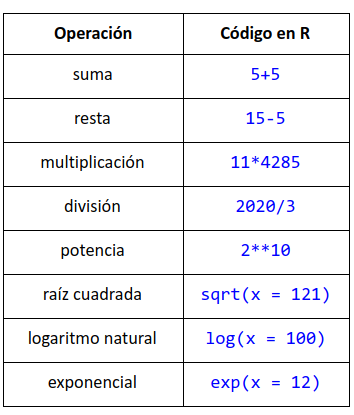 Operación Código en R
suma 5+5
resta 15-5
multiplicación 11*4285
división 2020/3
potencia 2**10
raíz cuadrada sqrt(x = 121)
logaritmo natural log(x = 100)
exponencial exp(x = 12)